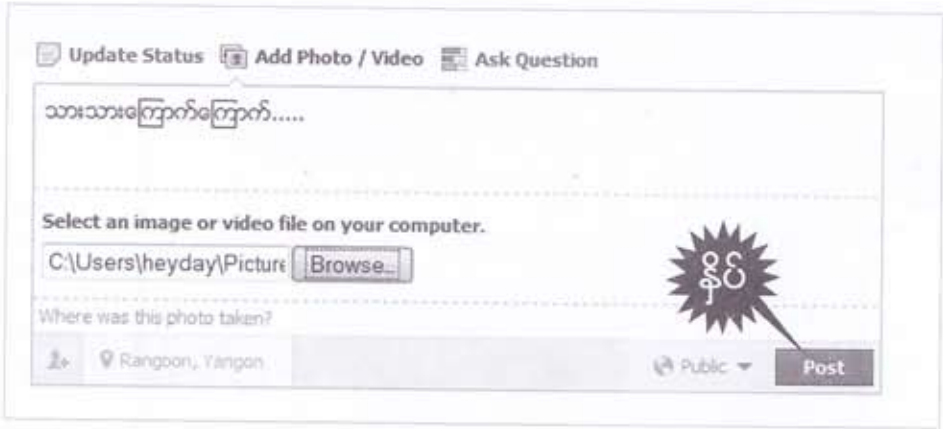 Update Status Add Photo / Video Ask Question
သားသားကြောက်ကြောက်.....
Select an image or video file on your computer.
C:\Users\heyday\Picture Browse...
နှိပ်
Where was this photo taken?
Rangoon, Yangon
Public Post